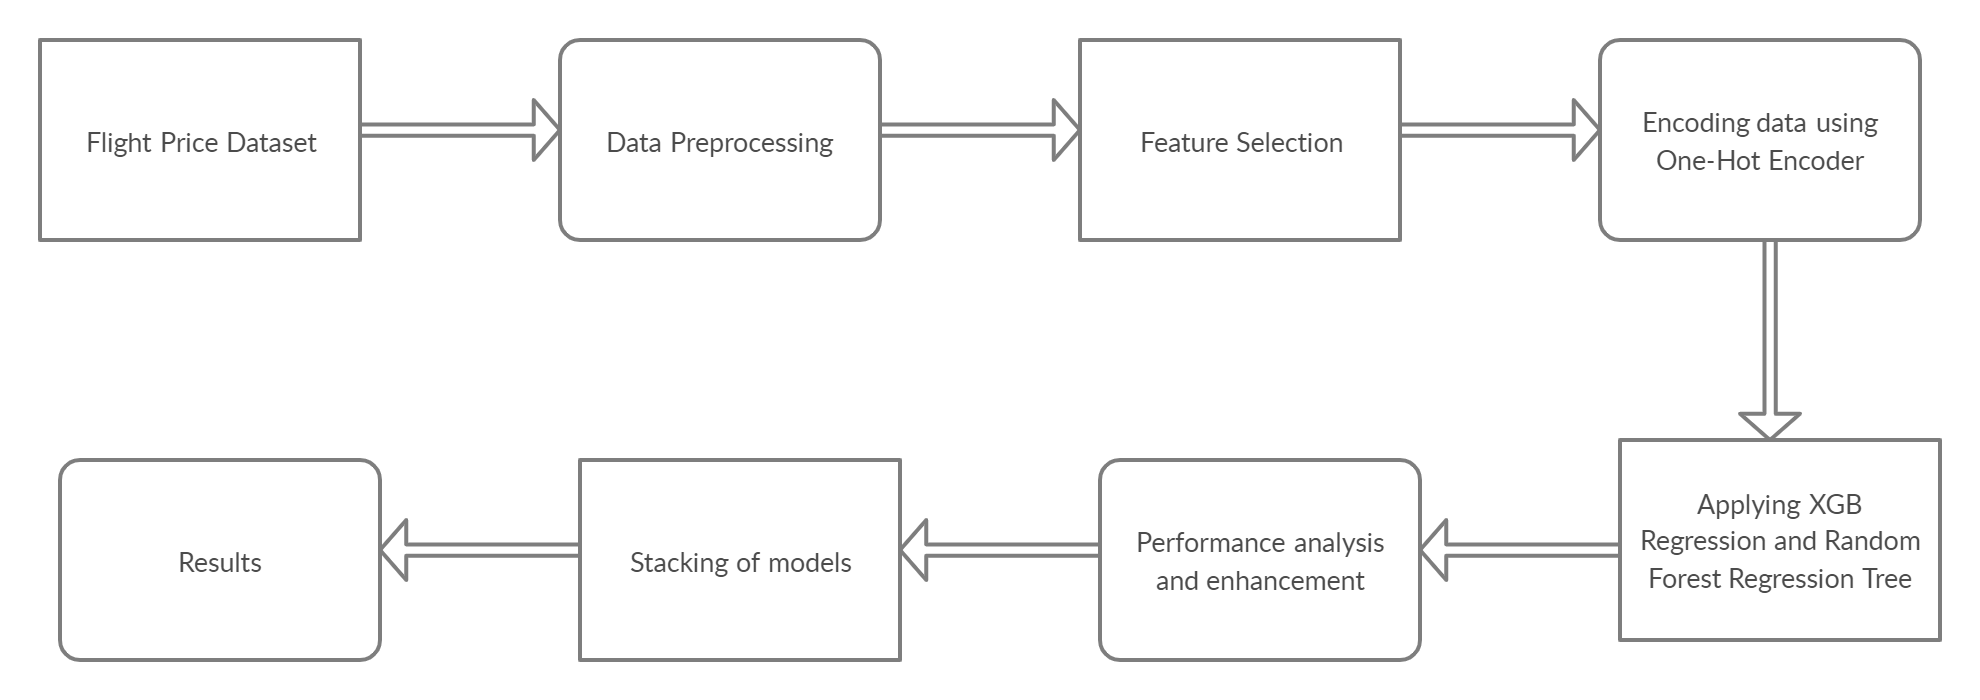 Flight Price Dataset
Data Preprocessing
Feature Selection
Encoding data using
One-Hot Encoder
Applying XGB
Regression and Random
Forest Regression Tree
Performance analysis
and enhancement
Stacking of models
Results